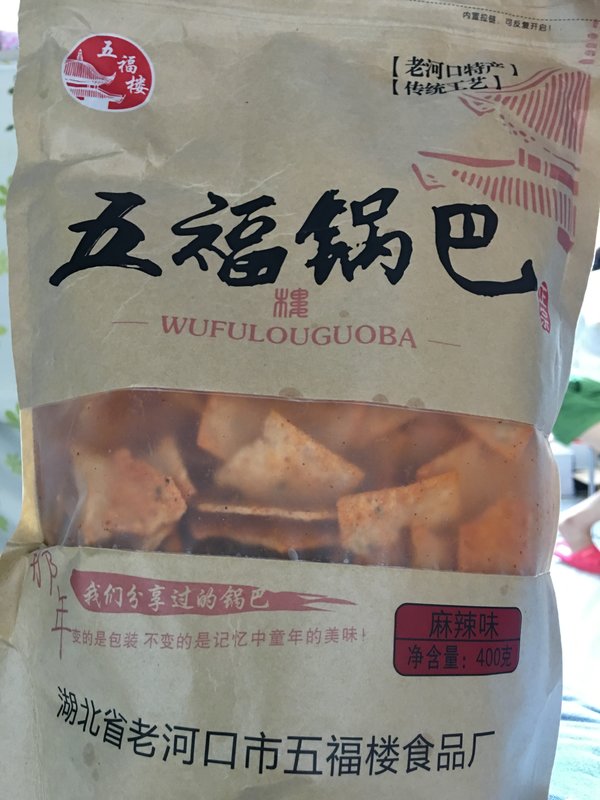 内置拉链，可反复开启！
五福楼
【老河口特产】
【传统工艺】
五福锅巴
樓
WUFULOUGUOBA
那年
我们分享过的锅巴
变的是包装 不变的是记忆中童年的美味！
麻辣味
净含量：400克
湖北省老河口市五福楼食品厂